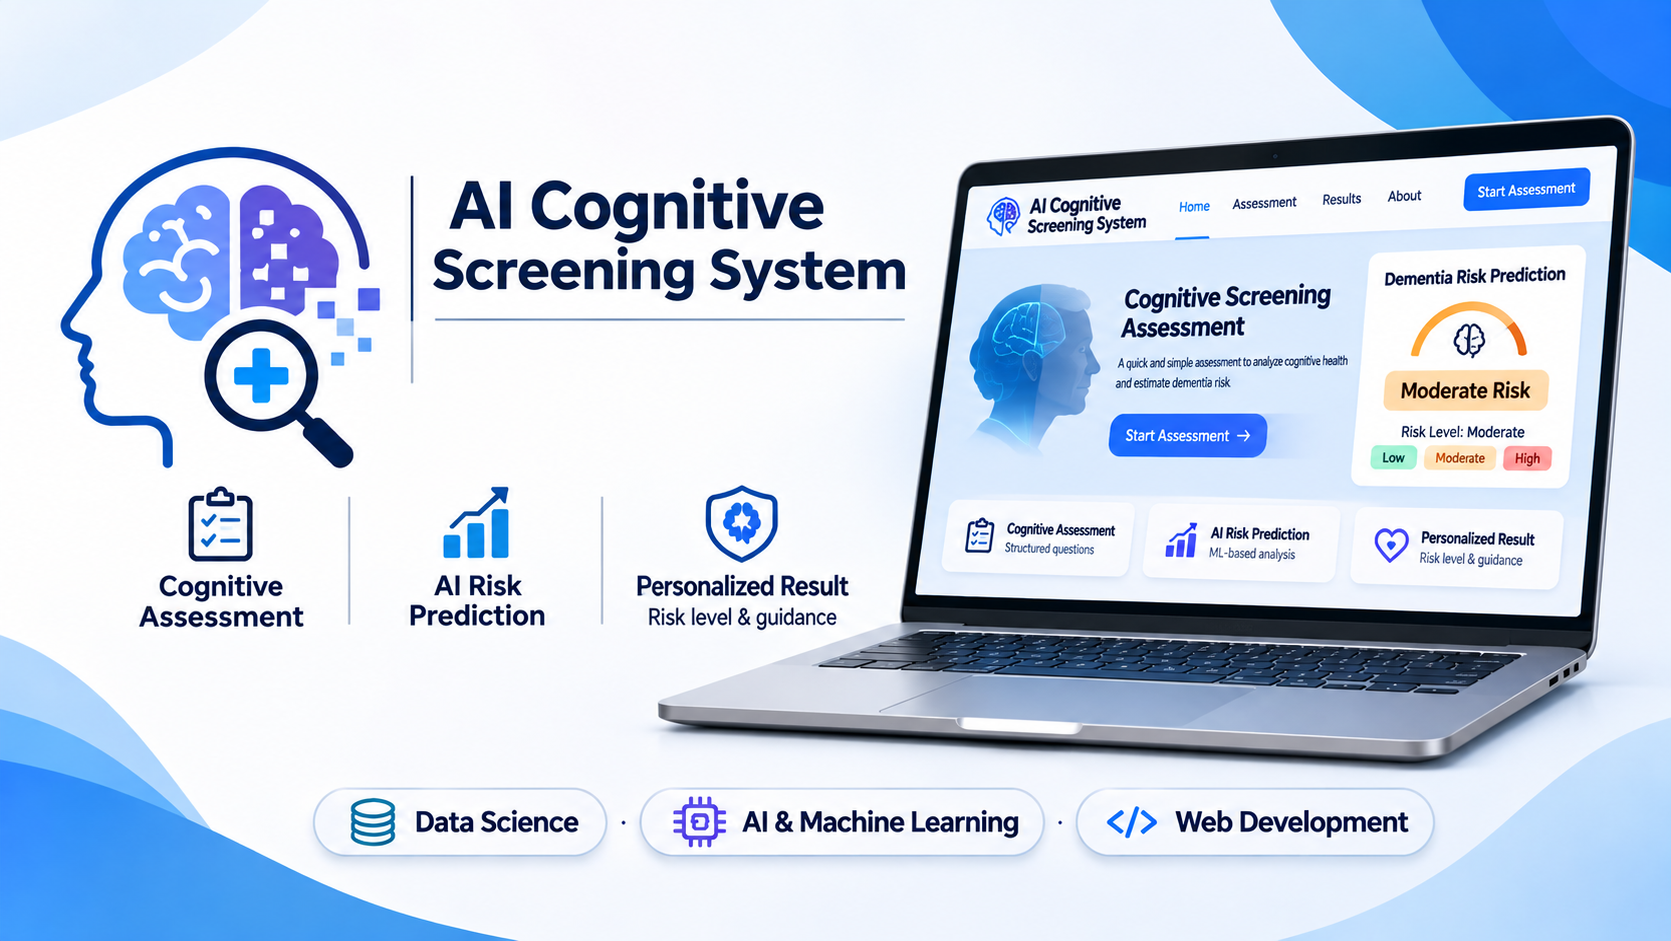 AI Cognitive
Screening System
Cognitive
Assessment
AI Risk
Prediction
Personalized Result
Risk level & guidance
AI Cognitive
Screening System
Home
Assessment
Results
About
Start Assessment
Cognitive Screening
Assessment
A quick and simple assessment to analyze cognitive health
and estimate dementia risk
Start Assessment →
Dementia Risk Prediction
Moderate Risk
Risk Level: Moderate
Low
Moderate
High
Cognitive Assessment
Structured questions
AI Risk Prediction
ML-based analysis
Personalized Result
Risk level & guidance
Data Science
·
AI & Machine Learning
·
</> Web Development